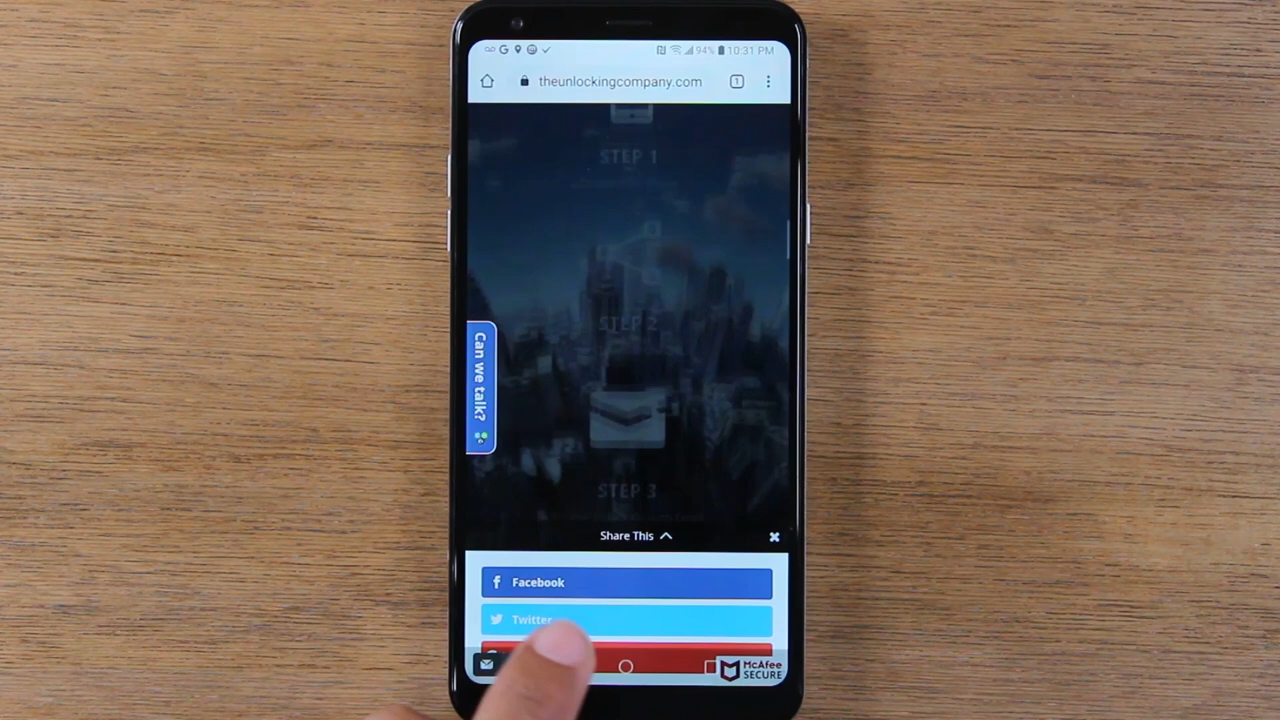 94% 10:31 PM
theunlockingcompany.com
1
STEP 1
STEP 2
Can we talk?
STEP 3
Share This
Facebook
Twitter
McAfee
SECURE